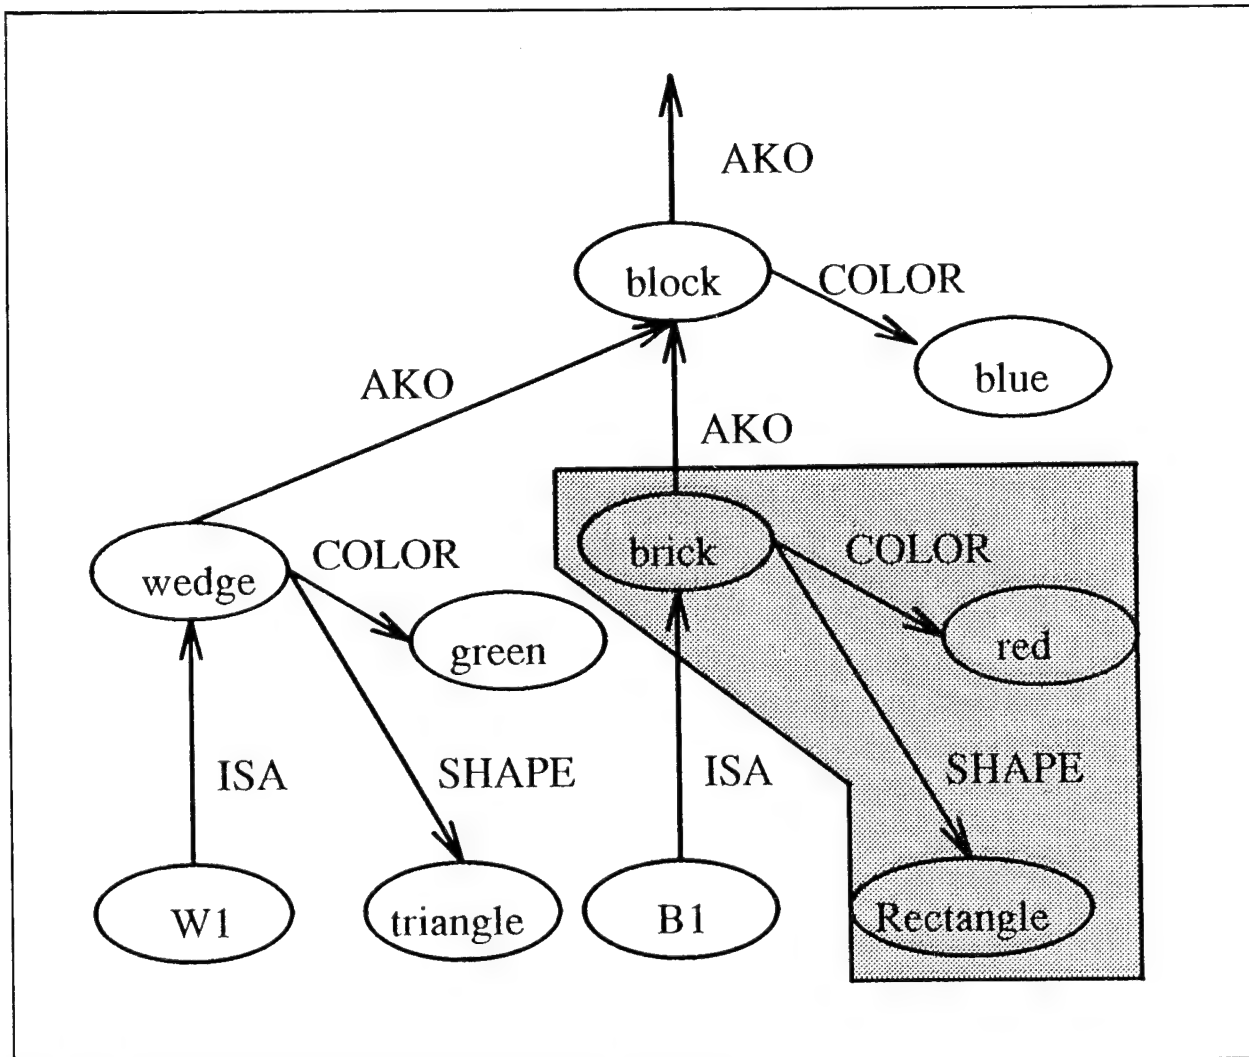 AKO
block
COLOR
blue
AKO
AKO
wedge
COLOR
brick
COLOR
green
red
ISA
SHAPE
ISA
SHAPE
W1
triangle
B1
Rectangle